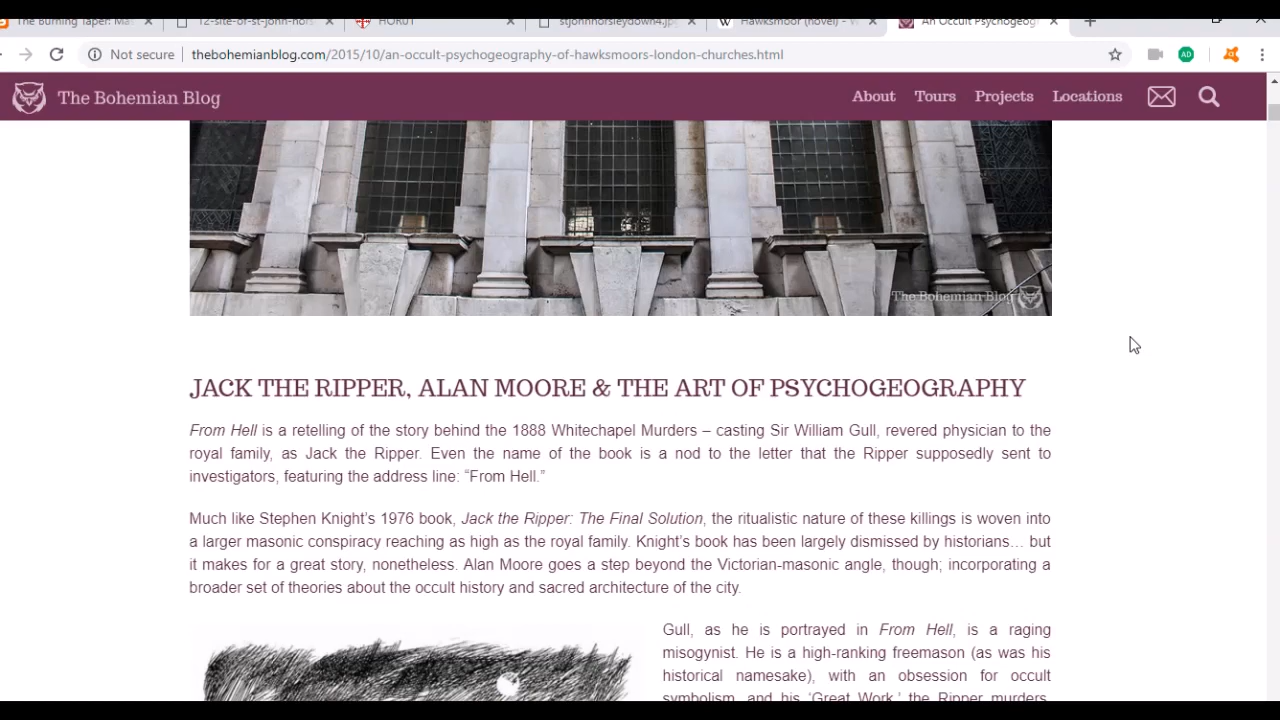 The Burning Taper: Mas
12-site-of-st-john-hors
HOR01
stjohnhorsleydown4.jp
Hawksmoor (novel) - W
An Occult Psychogeog
Not secure
thebohemianblog.com/2015/10/an-occult-psychogeography-of-hawksmoors-london-churches.html
AD
The Bohemian Blog
About Tours Projects Locations
The Bohemian Blog
JACK THE RIPPER, ALAN MOORE & THE ART OF PSYCHOGEOGRAPHY
From Hell is a retelling of the story behind the 1888 Whitechapel Murders – casting Sir William Gull, revered physician to the
royal family, as Jack the Ripper. Even the name of the book is a nod to the letter that the Ripper supposedly sent to
investigators, featuring the address line: “From Hell.”
Much like Stephen Knight’s 1976 book, Jack the Ripper: The Final Solution, the ritualistic nature of these killings is woven into
a larger masonic conspiracy reaching as high as the royal family. Knight’s book has been largely dismissed by historians… but
it makes for a great story, nonetheless. Alan Moore goes a step beyond the Victorian-masonic angle, though; incorporating a
broader set of theories about the occult history and sacred architecture of the city.
Gull, as he is portrayed in From Hell, is a raging
misogynist. He is a high-ranking freemason (as was his
historical namesake), with an obsession for occult
symbolism, and his ‘Great Work,’ the Ripper murders,